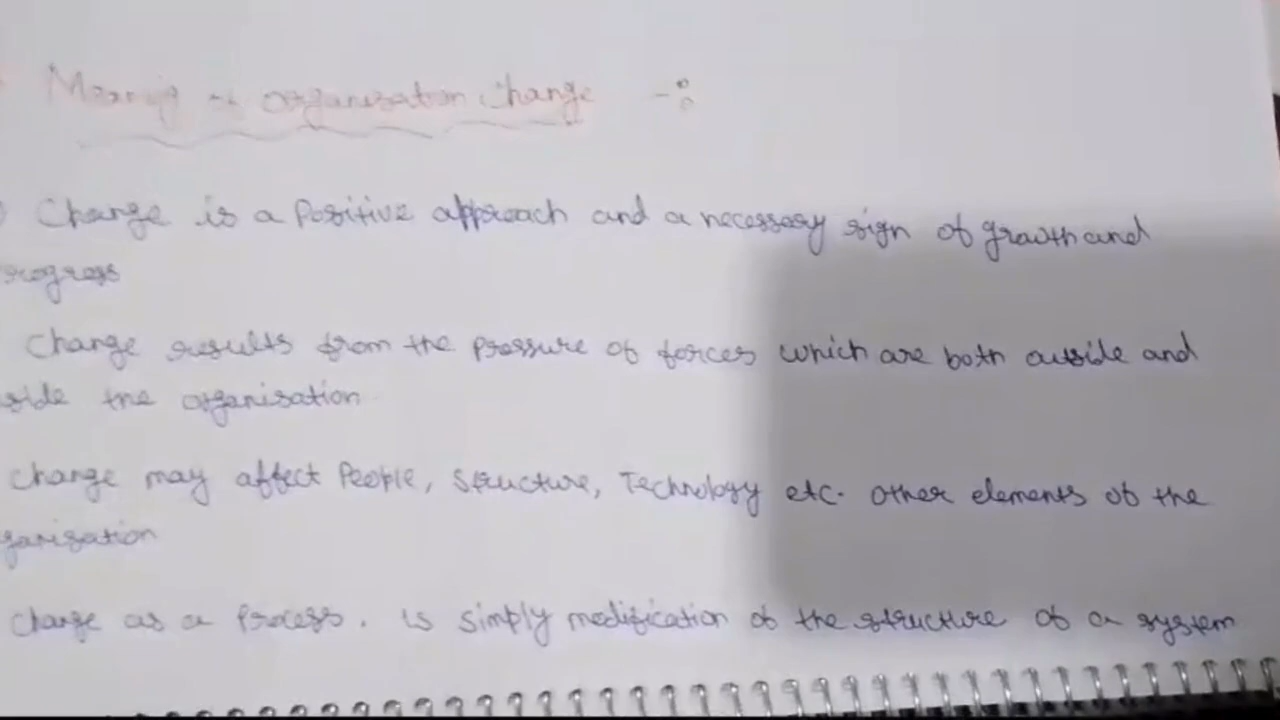 Meaning of organisation change -:
Change is a Positive approach and a necessary sign of growth and
rogress
Change results from the pressure of forces which are both outside and
side the organisation
Change may affect People, Structure, Technology etc. other elements of the
ganisation
Change as a Process. is simply modification of the structure of a system